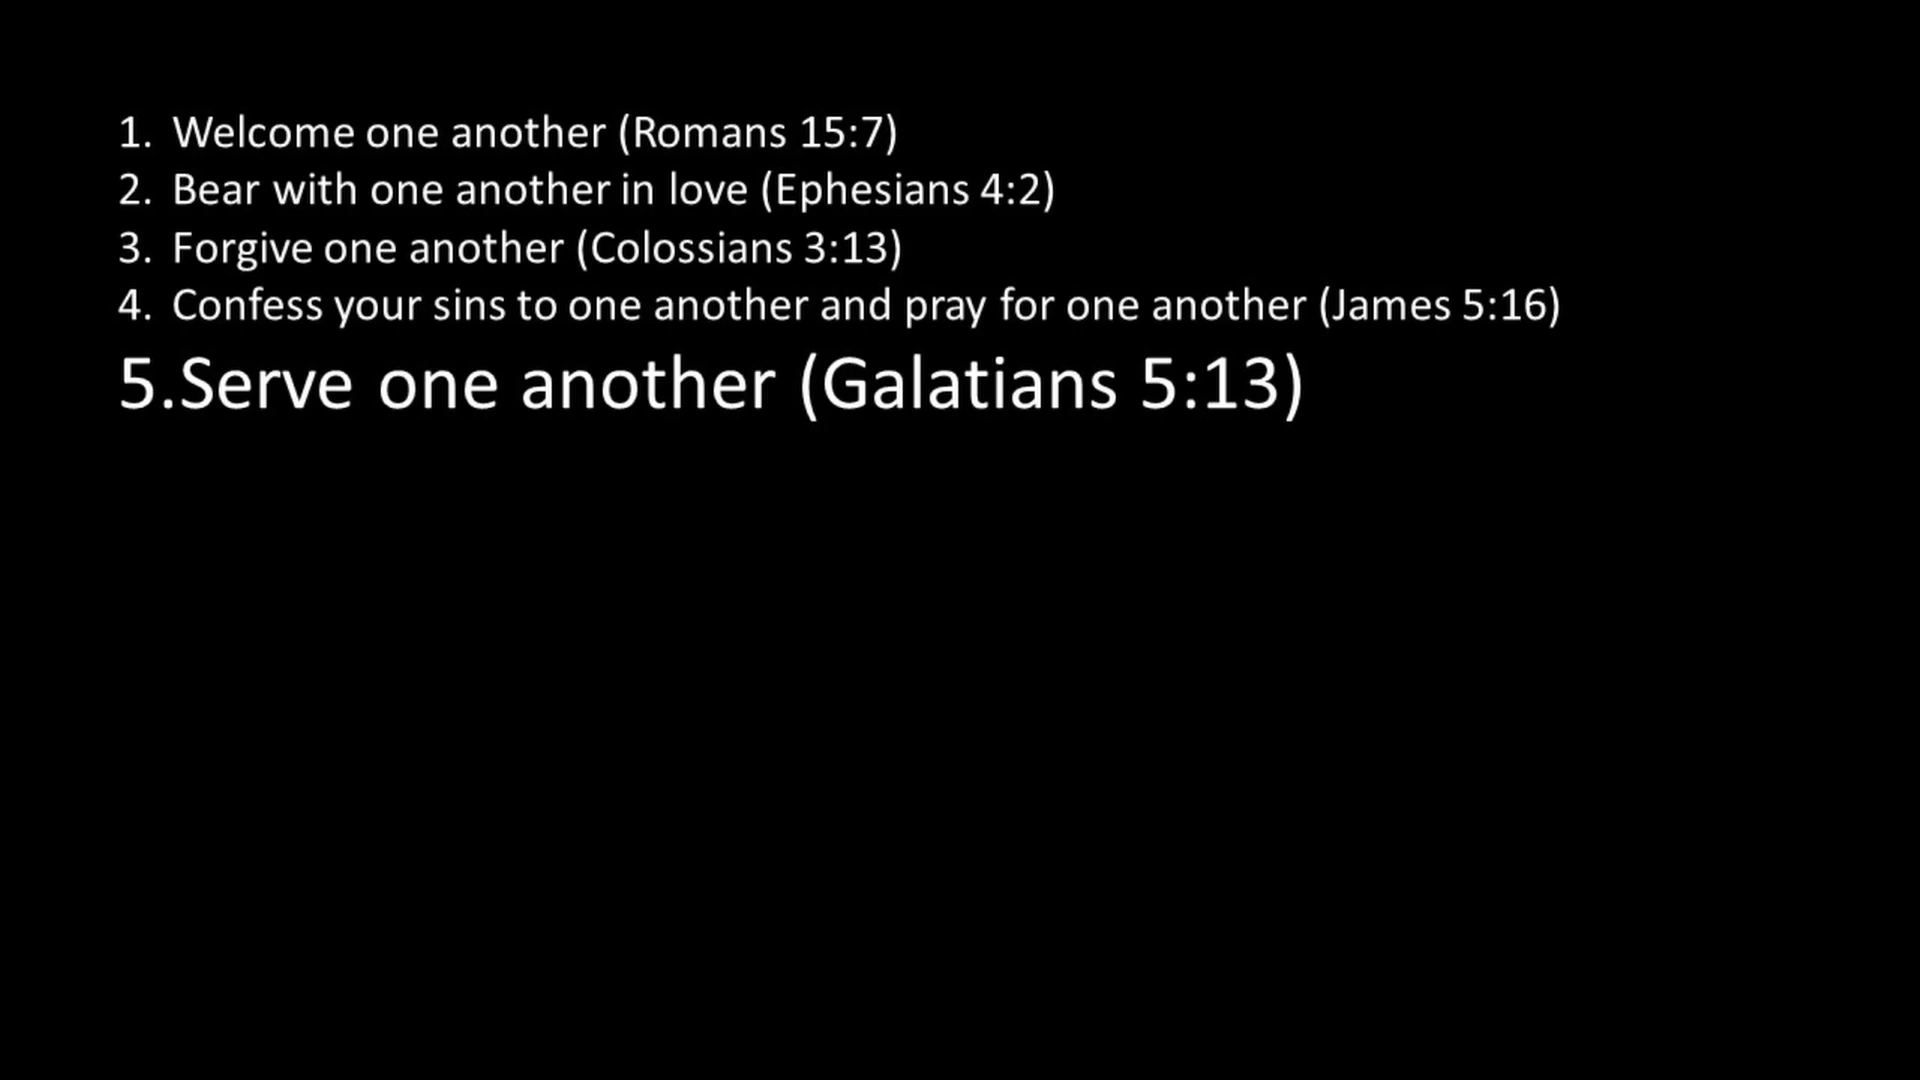 1. Welcome one another (Romans 15:7)
2. Bear with one another in love (Ephesians 4:2)
3. Forgive one another (Colossians 3:13)
4. Confess your sins to one another and pray for one another (James 5:16)
5.Serve one another (Galatians 5:13)